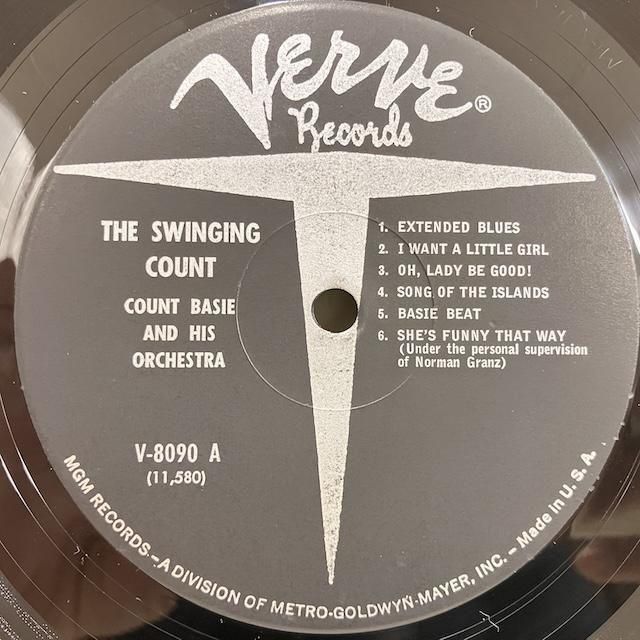 Verve®
Records
THE SWINGING
COUNT
COUNT BASIE
AND HIS
ORCHESTRA
V-8090 A
(11,580)
1. EXTENDED BLUES
2. I WANT A LITTLE GIRL
3. OH, LADY BE GOOD!
4. SONG OF THE ISLANDS
5. BASIE BEAT
6. SHE'S FUNNY THAT WAY
(Under the personal supervision
of Norman Granz)
MGM RECORDS—A DIVISION OF METRO-GOLDWYN-MAYER, INC. – Made in U. S. A.